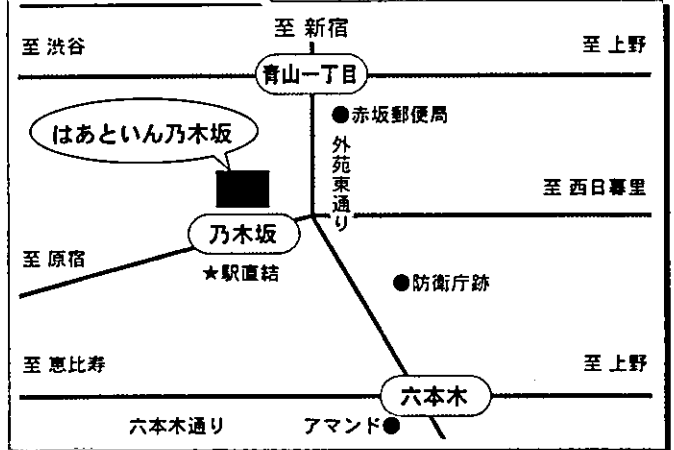 至 新宿
至 渋谷
至 上野
青山一丁目
●赤坂郵便局
はあといん乃木坂
外苑東通り
至 西日暮里
乃木坂
至 原宿
★駅直結
●防衛庁跡
至 恵比寿
至 上野
六本木
六本木通り
アマンド●